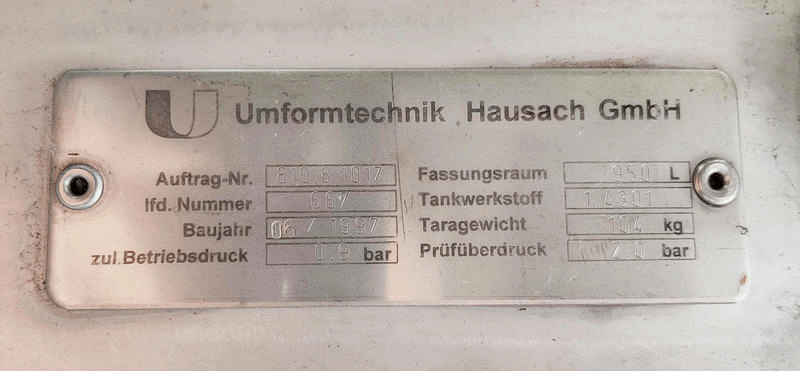 U Umformtechnik Hausach GmbH
Auftrag-Nr. 810.8.1017
lfd. Nummer 667
Baujahr 06 / 1997
zul.Betriebsdruck 0.9 bar
Fassungsraum 950 L
Tankwerkstoff 1.4301
Taragewicht 104 kg
Prüfüberdruck 2.0 bar